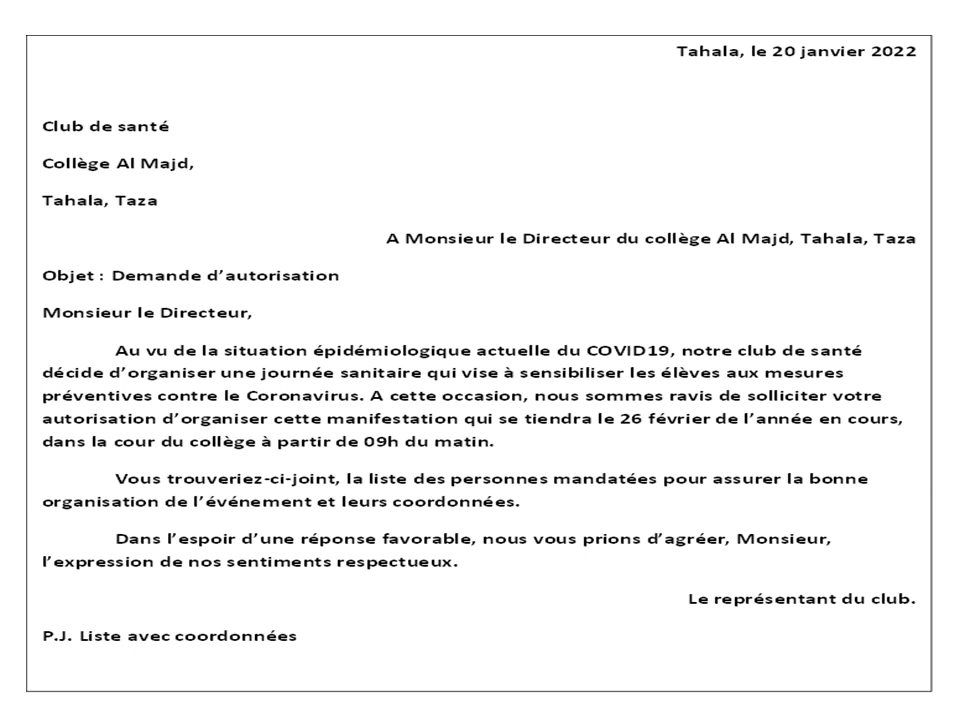 Tahala, le 20 janvier 2022
Club de santé
Collège Al Majd,
Tahala, Taza
A Monsieur le Directeur du collège Al Majd, Tahala, Taza
Objet : Demande d’autorisation
Monsieur le Directeur,
Au vu de la situation épidémiologique actuelle du COVID19, notre club de santé
décide d’organiser une journée sanitaire qui vise à sensibiliser les élèves aux mesures
préventives contre le Coronavirus. A cette occasion, nous sommes ravis de solliciter votre
autorisation d’organiser cette manifestation qui se tiendra le 26 février de l’année en cours,
dans la cour du collège à partir de 09h du matin.
Vous trouveriez-ci-joint, la liste des personnes mandatées pour assurer la bonne
organisation de l’événement et leurs coordonnées.
Dans l’espoir d’une réponse favorable, nous vous prions d’agréer, Monsieur,
l’expression de nos sentiments respectueux.
Le représentant du club.
P.J. Liste avec coordonnées